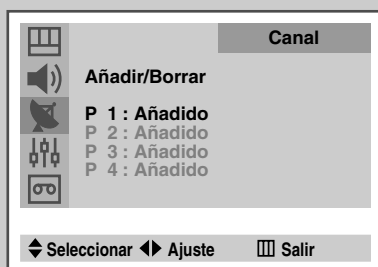 Canal
Añadir/Borrar
P 1 : Añadido
P 2 : Añadido
P 3 : Añadido
P 4 : Añadido
Seleccionar Ajuste Salir